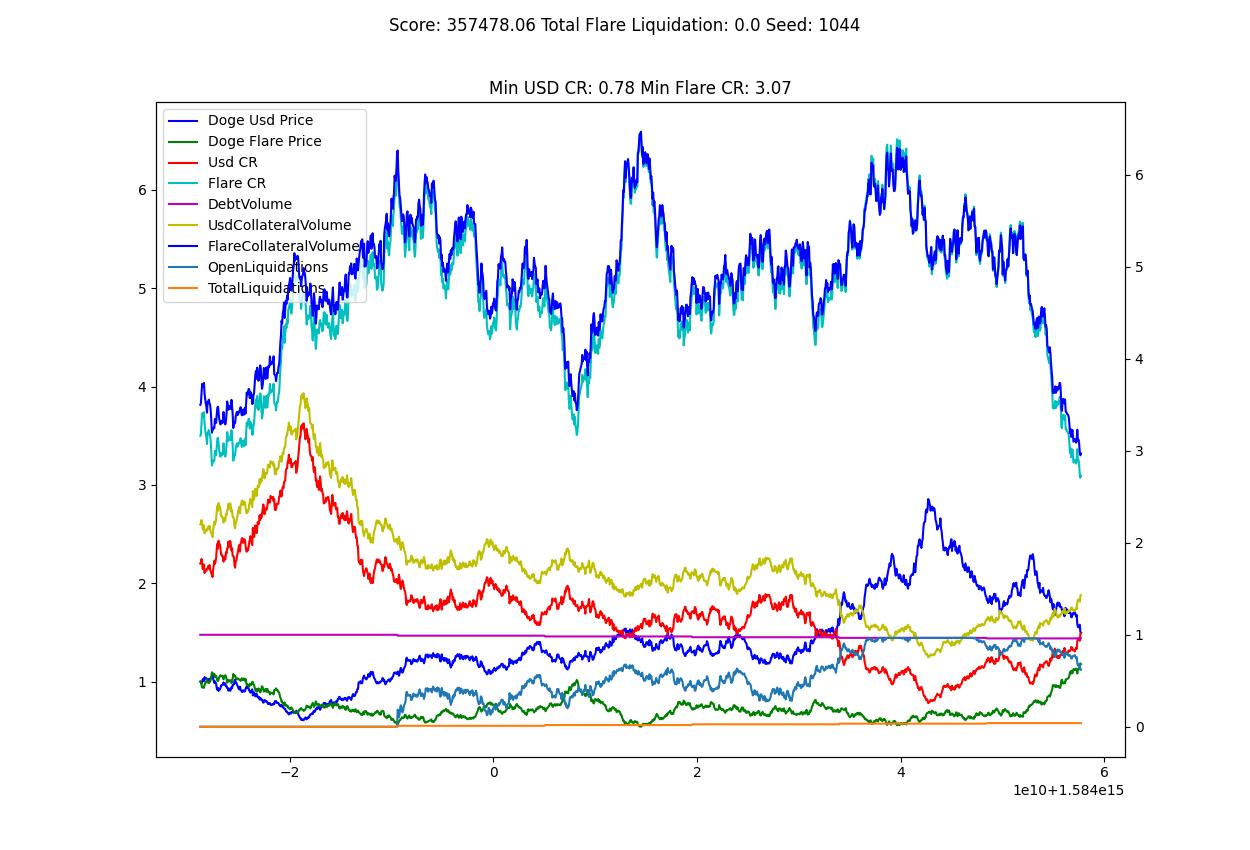 Score: 357478.06 Total Flare Liquidation: 0.0 Seed: 1044
Min USD CR: 0.78 Min Flare CR: 3.07
Doge Usd Price
Doge Flare Price
Usd CR
Flare CR
DebtVolume
UsdCollateralVolume
FlareCollateralVolume
OpenLiquidations
TotalLiquidations
6
5
4
3
2
1
6
5
4
3
2
1
0
−2
0
2
4
6
1e10+1.584e15